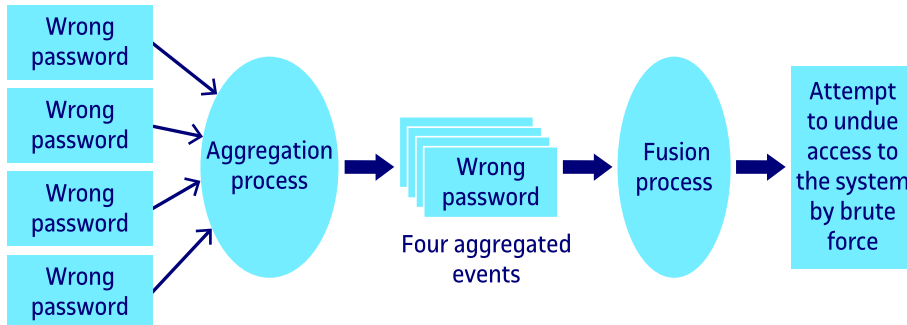 Wrong
password
Wrong
password
Wrong
password
Wrong
password
Aggregation
process
Wrong
password
Four aggregated
events
Fusion
process
Attempt
to undue
access to
the system
by brute
force